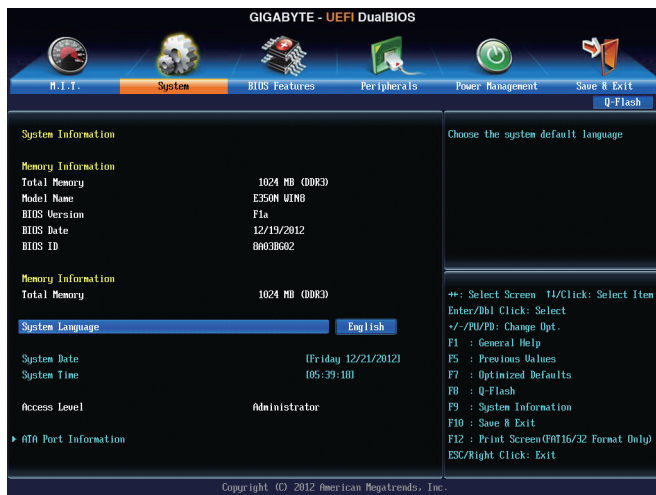 GIGABYTE - UEFI DualBIOS
M.I.T.
System
BIOS Features
Peripherals
Power Management
Save & Exit
Q-Flash
System Information
Choose the system default language
Memory Information
Total Memory 1024 MB (DDR3)
Model Name E350N WIN8
BIOS Version F1a
BIOS Date 12/19/2012
BIOS ID 8A03BG02
Memory Information
Total Memory 1024 MB (DDR3)
System Language English
System Date [Friday 12/21/2012]
System Time [05:39:18]
Access Level Administrator
ATA Port Information
→←: Select Screen ↑↓/Click: Select Item
Enter/Dbl Click: Select
+/-/PU/PD: Change Opt.
F1 : General Help
F5 : Previous Values
F7 : Optimized Defaults
F8 : Q-Flash
F9 : System Information
F10 : Save & Exit
F12 : Print Screen(FAT16/32 Format Only)
ESC/Right Click: Exit
Copyright (C) 2012 American Megatrends, Inc.